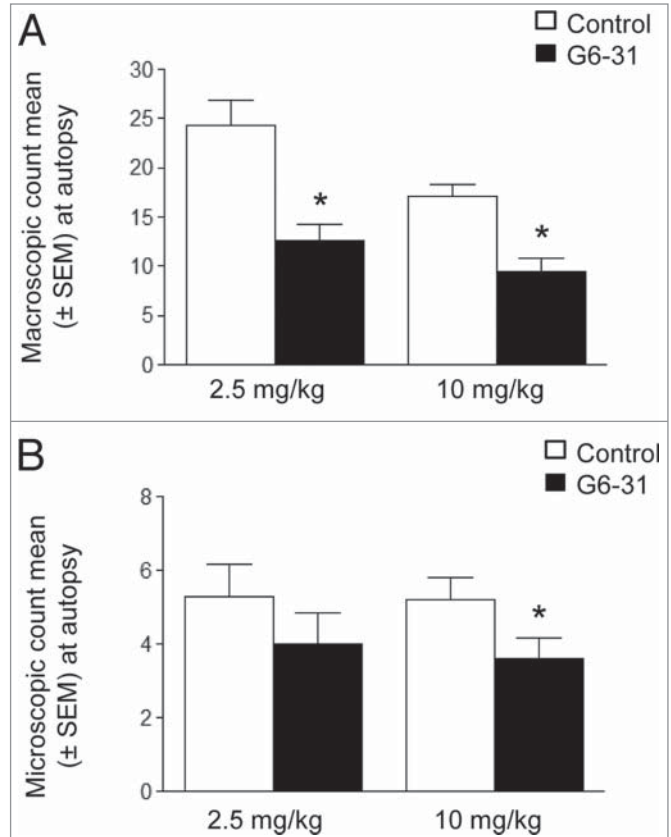 A
Control
G6-31
Macroscopic count mean
(± SEM) at autopsy
30
25
20
15
10
5
0
*
*
2.5 mg/kg
10 mg/kg
B
Control
G6-31
Microscopic count mean
(± SEM) at autopsy
8
6
4
2
0
*
2.5 mg/kg
10 mg/kg